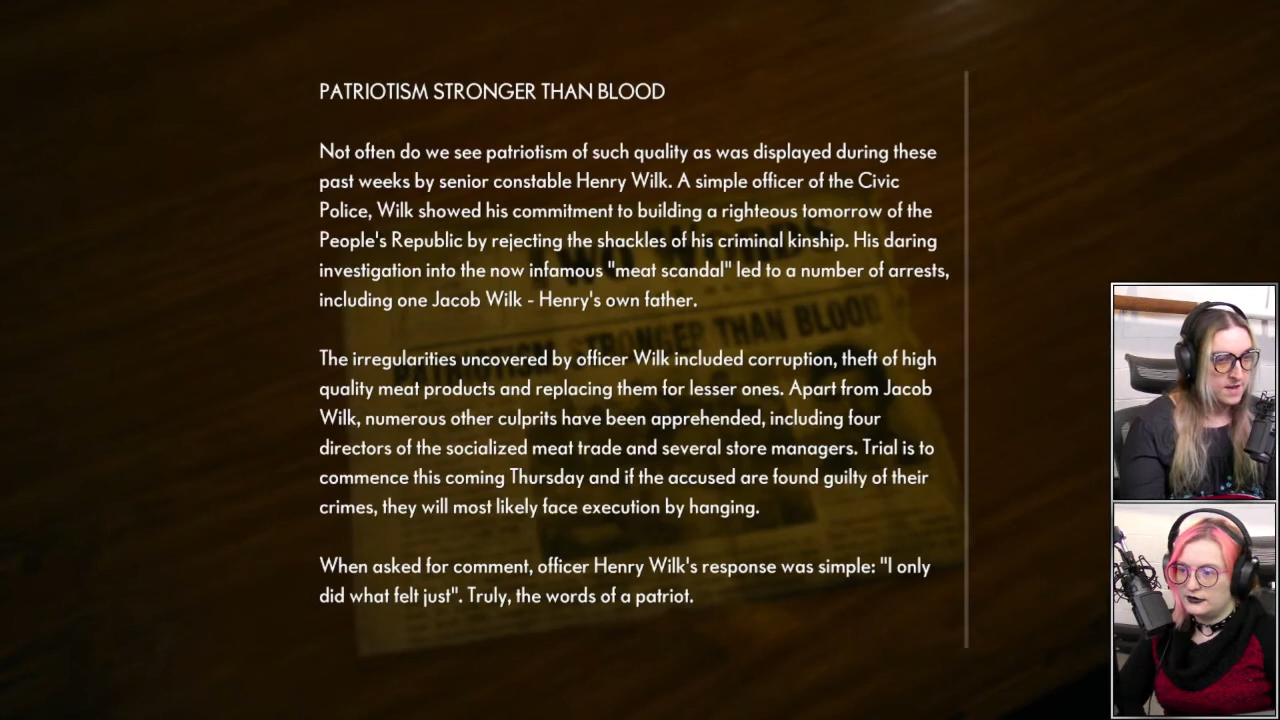 PATRIOTISM STRONGER THAN BLOOD
Not often do we see patriotism of such quality as was displayed during these
past weeks by senior constable Henry Wilk. A simple officer of the Civic
Police, Wilk showed his commitment to building a righteous tomorrow of the
People's Republic by rejecting the shackles of his criminal kinship. His daring
investigation into the now infamous "meat scandal" led to a number of arrests,
including one Jacob Wilk - Henry's own father.
The irregularities uncovered by officer Wilk included corruption, theft of high
quality meat products and replacing them for lesser ones. Apart from Jacob
Wilk, numerous other culprits have been apprehended, including four
directors of the socialized meat trade and several store managers. Trial is to
commence this coming Thursday and if the accused are found guilty of their
crimes, they will most likely face execution by hanging.
When asked for comment, officer Henry Wilk's response was simple: "I only
did what felt just". Truly, the words of a patriot.
TWO WORDS
PATRIOTISM STRONGER THAN BLOOD